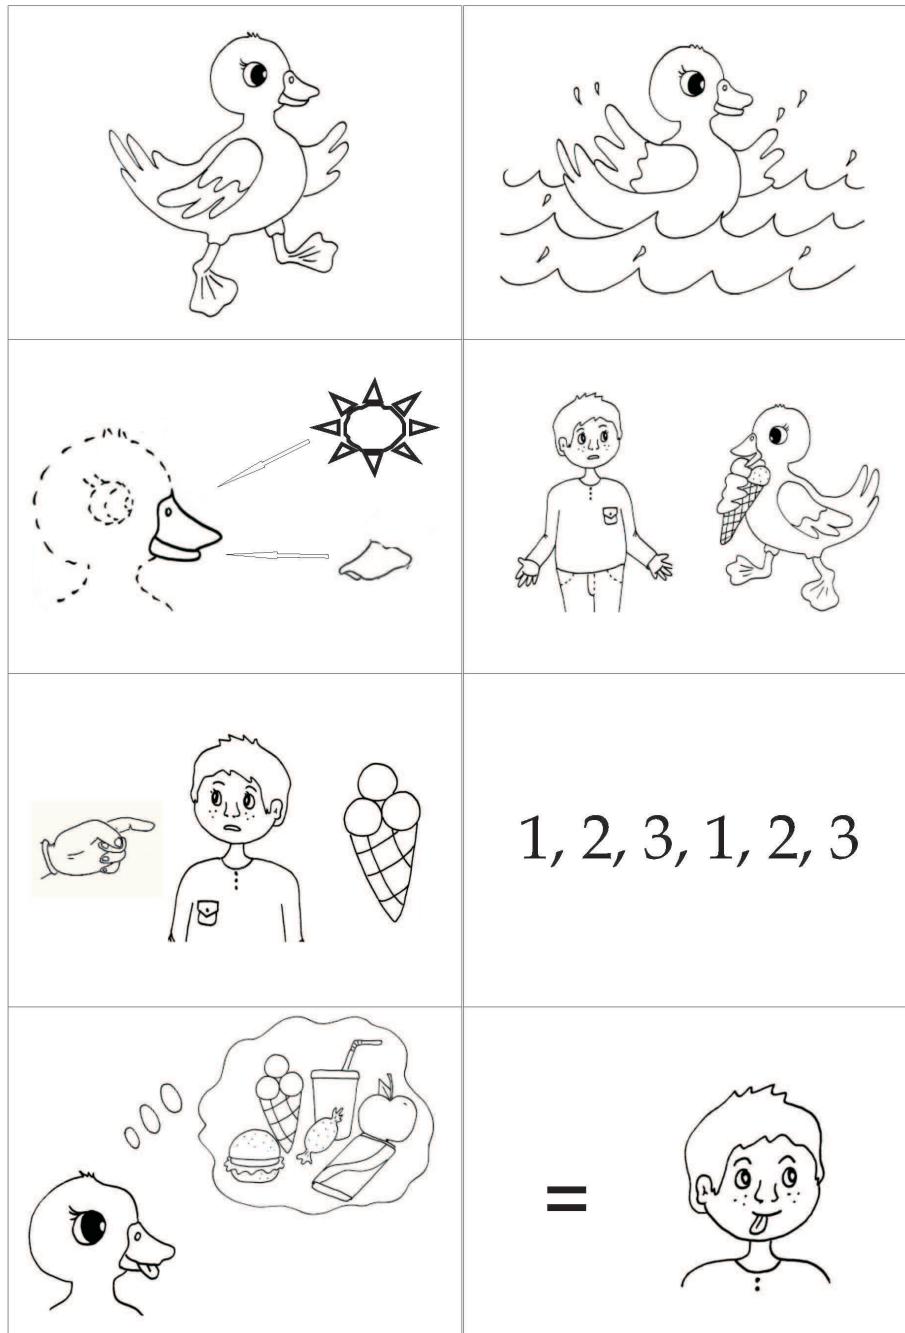 1, 2, 3, 1, 2, 3
=